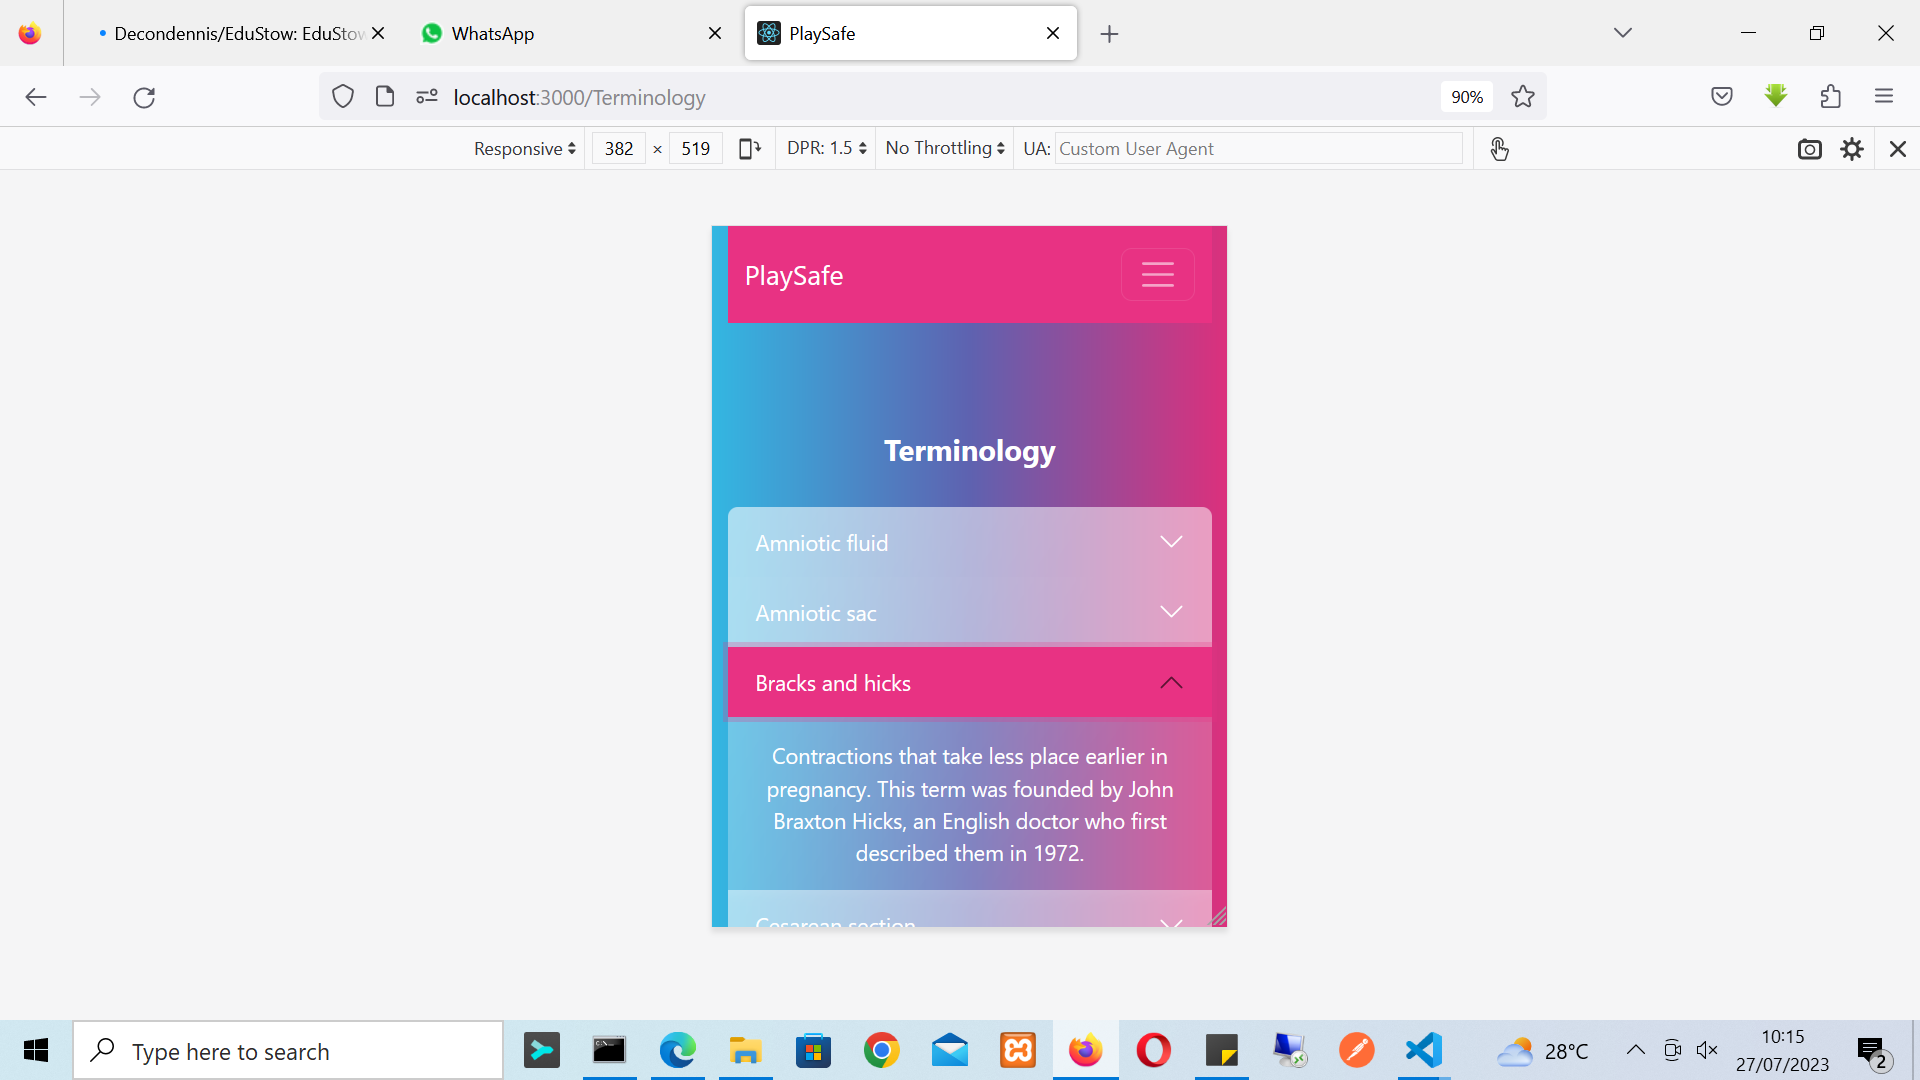 Decondennis/EduStow: EduStow
WhatsApp
PlaySafe
localhost:3000/Terminology
90%
Responsive
382 × 519
DPR: 1.5
No Throttling
UA: Custom User Agent
PlaySafe
Terminology
Amniotic fluid
Amniotic sac
Bracks and hicks
Contractions that take less place earlier in
pregnancy. This term was founded by John
Braxton Hicks, an English doctor who first
described them in 1972.
Cesarean section
Type here to search
28°C
10:15
27/07/2023
2